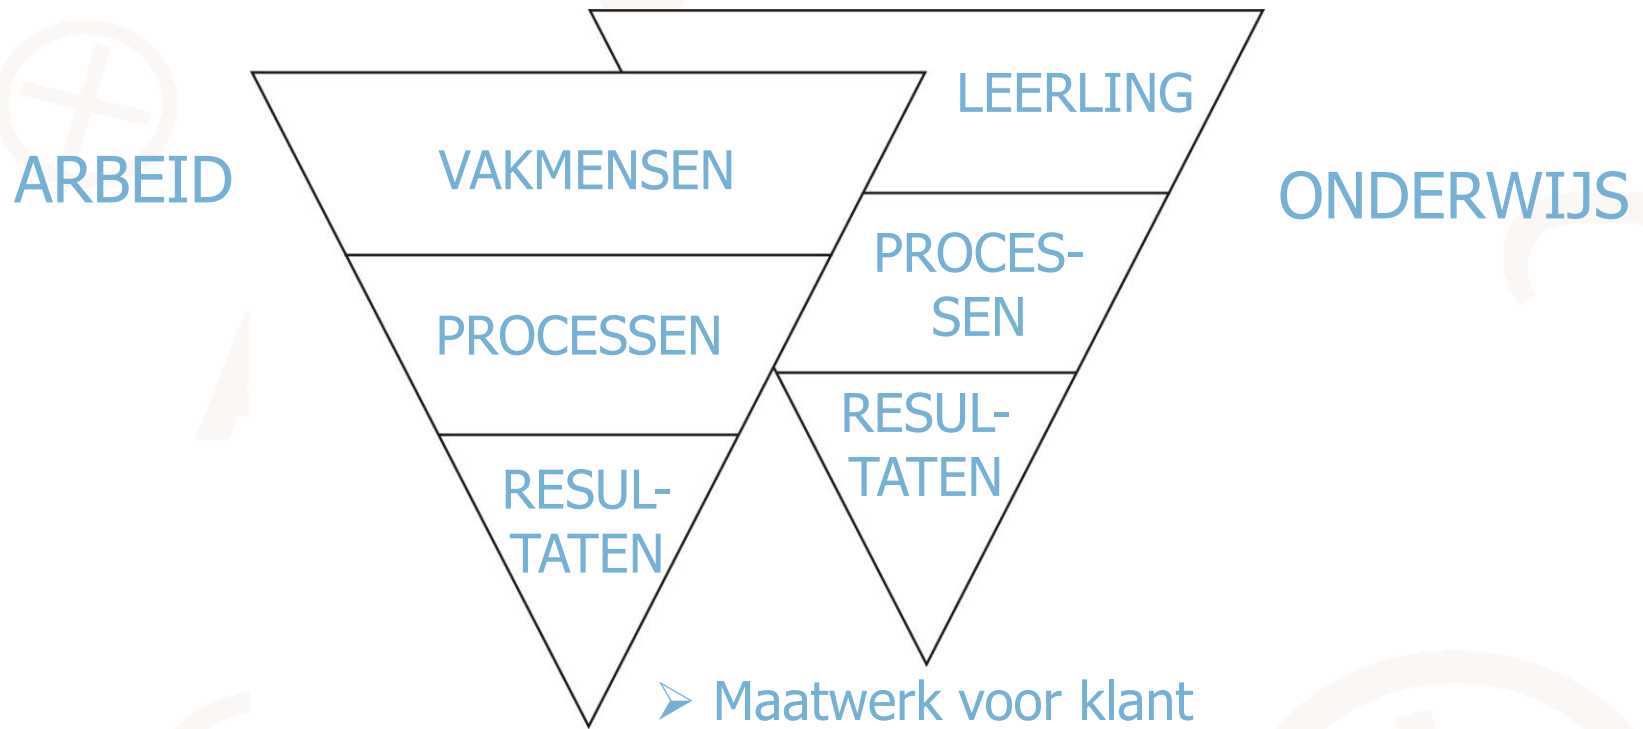 ARBEID
VAKMENSEN
PROCESSEN
RESUL-
TATEN
LEERLING
PROCES-
SEN
RESUL-
TATEN
ONDERWIJS
➢ Maatwerk voor klant